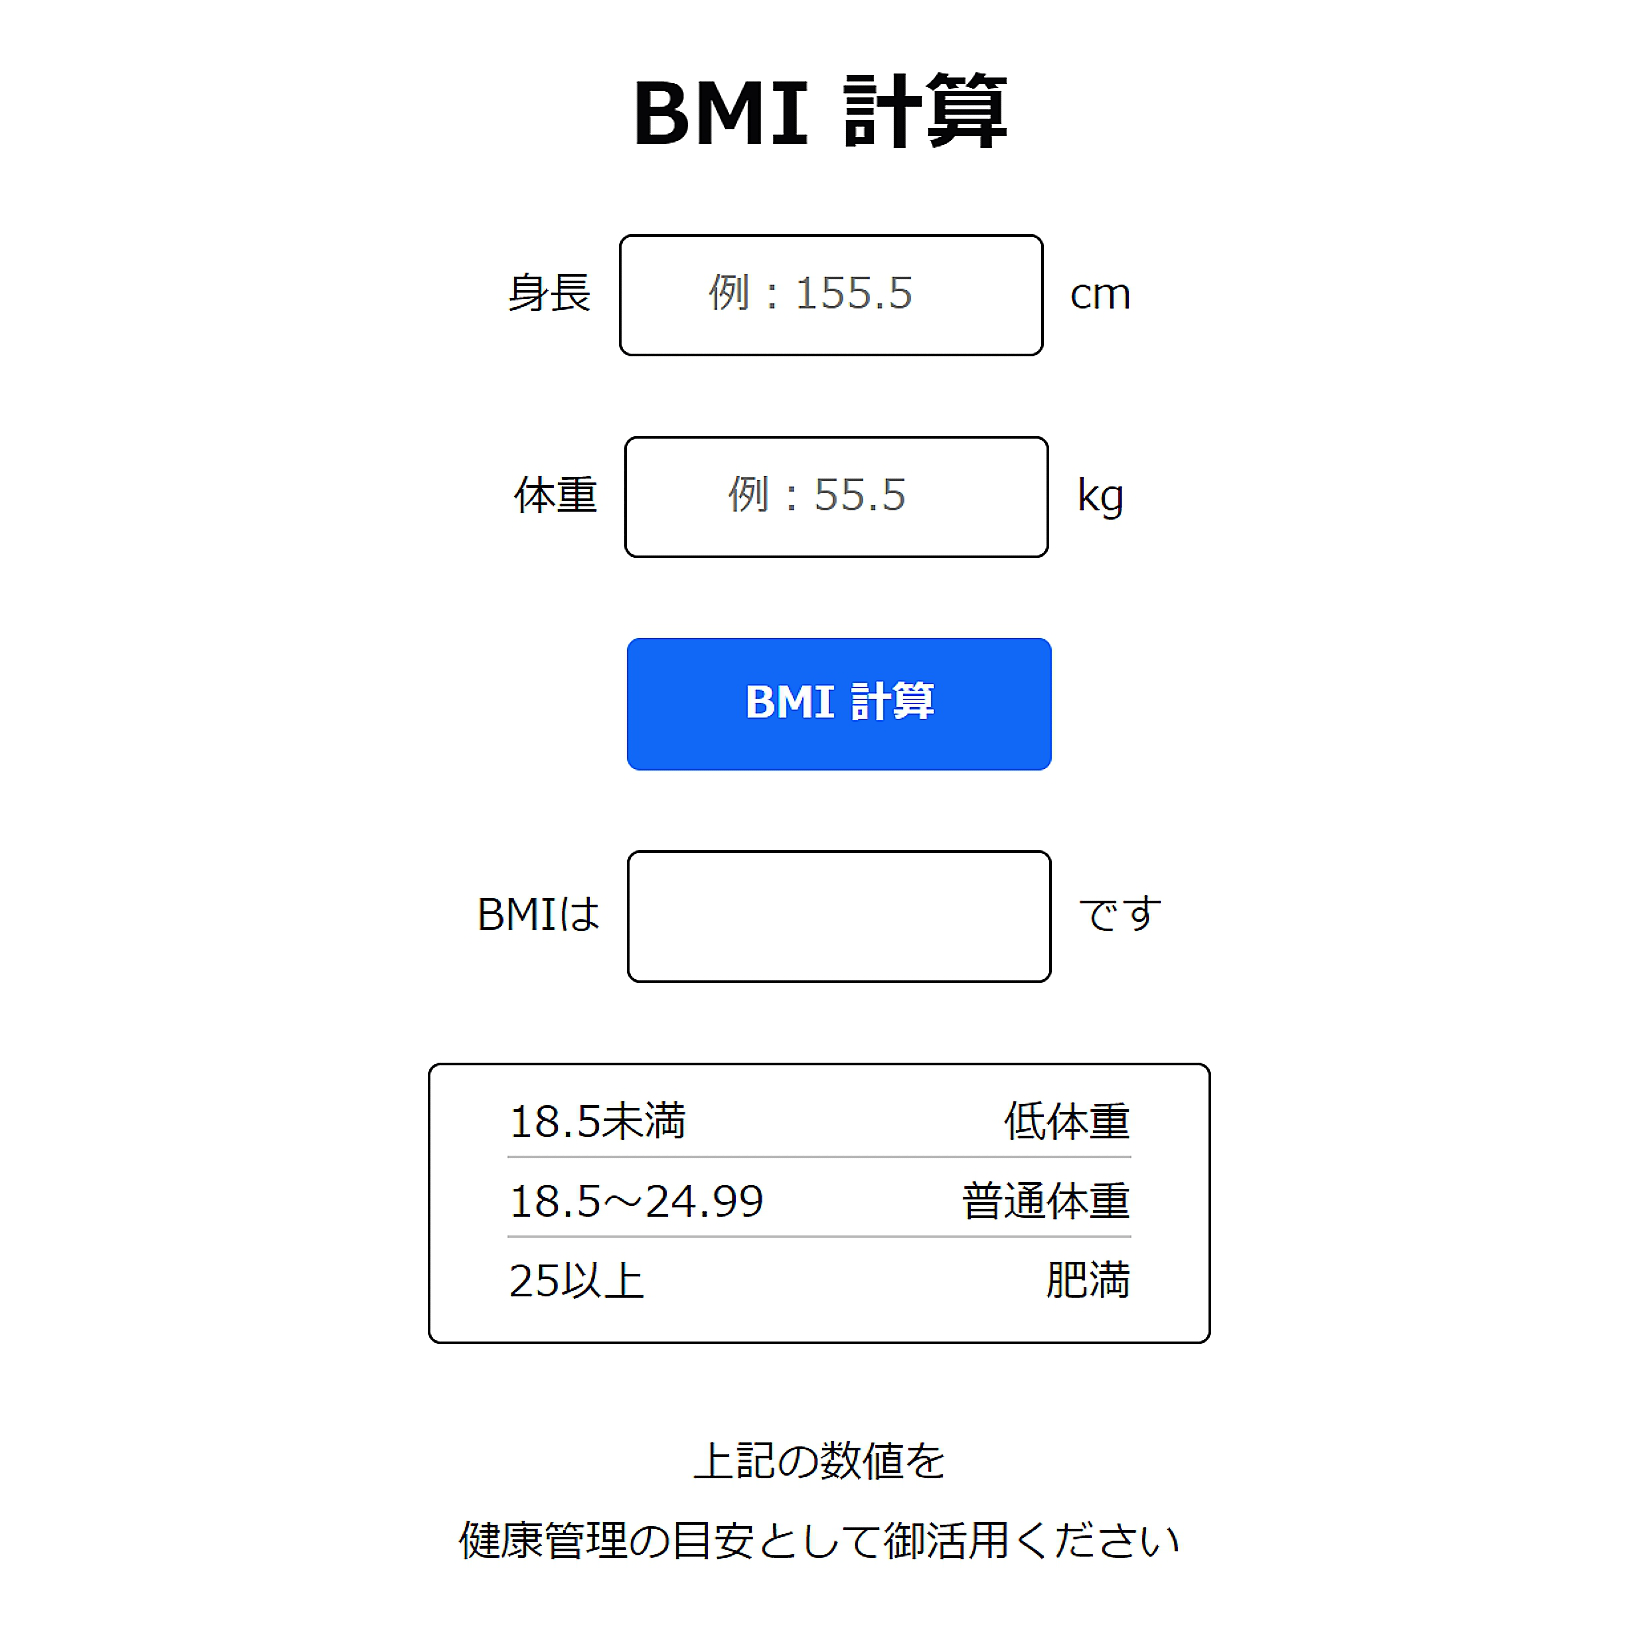 BMI 計算
身長 例：155.5 cm
体重 例：55.5 kg
BMI 計算
BMIは です
18.5未満 低体重
18.5～24.99 普通体重
25以上 肥満
上記の数値を
健康管理の目安として御活用ください